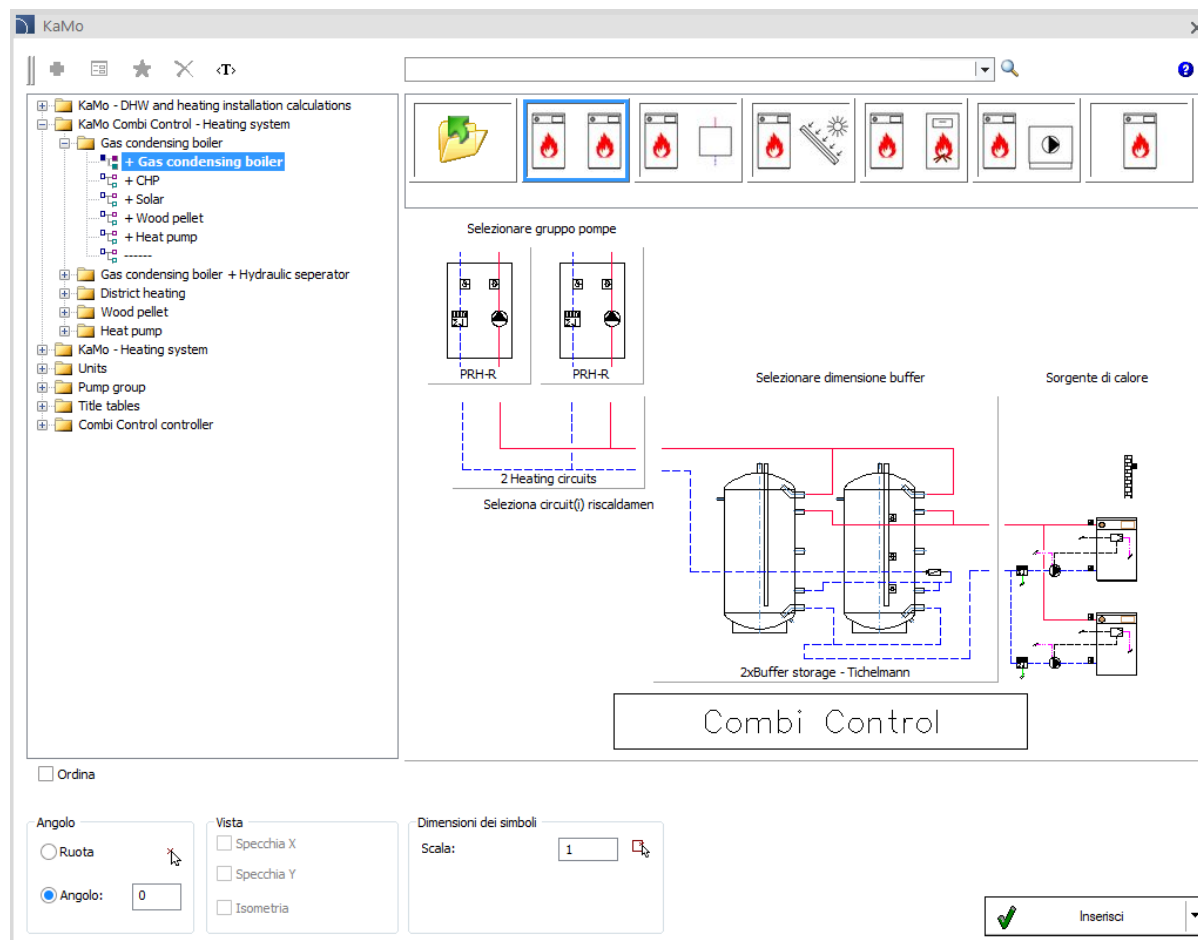 KaMo
<T>
KaMo - DHW and heating installation calculations
KaMo Combi Control - Heating system
Gas condensing boiler
+ Gas condensing boiler
+ CHP
+ Solar
+ Wood pellet
+ Heat pump
------
Gas condensing boiler + Hydraulic seperator
District heating
Wood pellet
Heat pump
KaMo - Heating system
Units
Pump group
Title tables
Combi Control controller
Selezionare gruppo pompe
PRH-R
PRH-R
2 Heating circuits
Seleziona circuit(i) riscaldamen
Selezionare dimensione buffer
2xBuffer storage - Tichelmann
Sorgente di calore
Combi Control
Ordina
Angolo
Ruota
Angolo: 0
Vista
Specchia X
Specchia Y
Isometria
Dimensioni dei simboli
Scala: 1
Inserisci